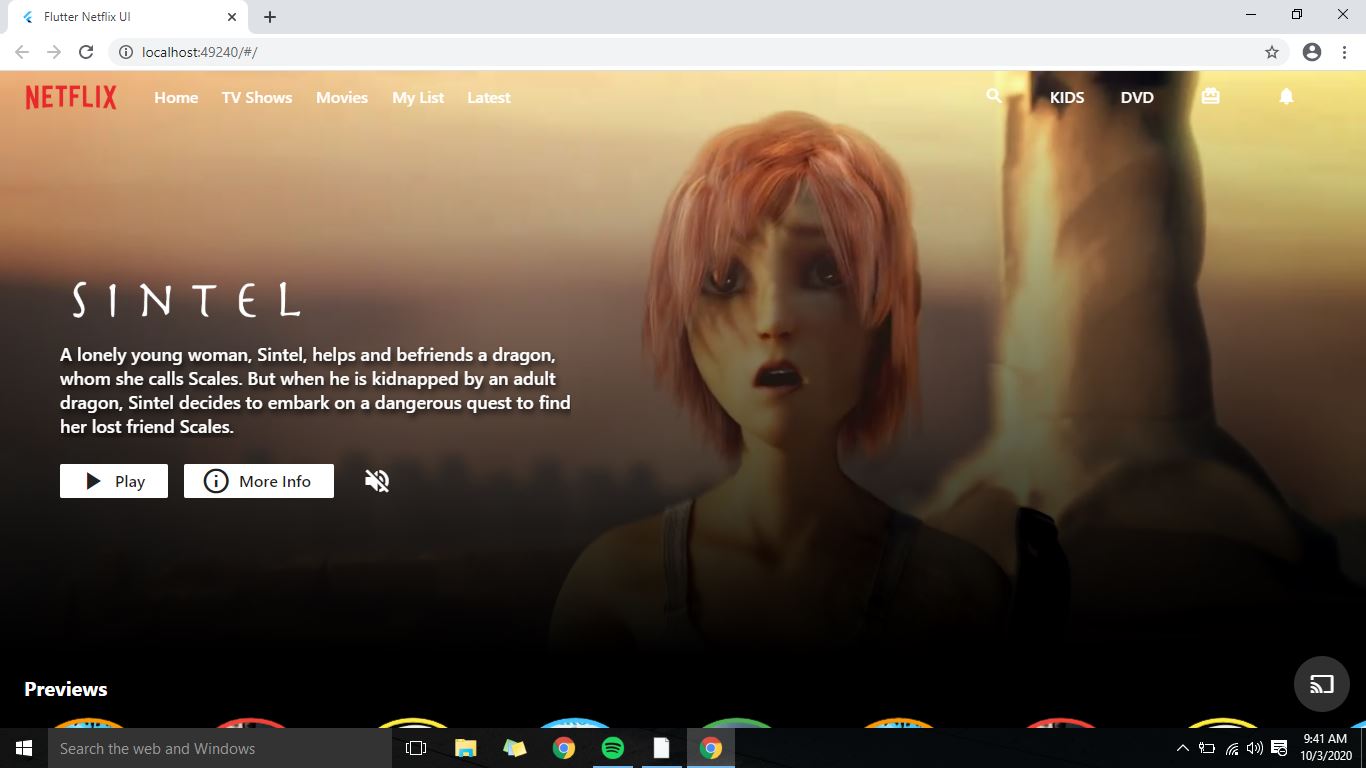 Flutter Netflix UI
localhost:49240/#/
NETFLIX Home TV Shows Movies My List Latest KIDS DVD
SINTEL
A lonely young woman, Sintel, helps and befriends a dragon,
whom she calls Scales. But when he is kidnapped by an adult
dragon, Sintel decides to embark on a dangerous quest to find
her lost friend Scales.
Play More Info
Previews
Search the web and Windows
9:41 AM
10/3/2020